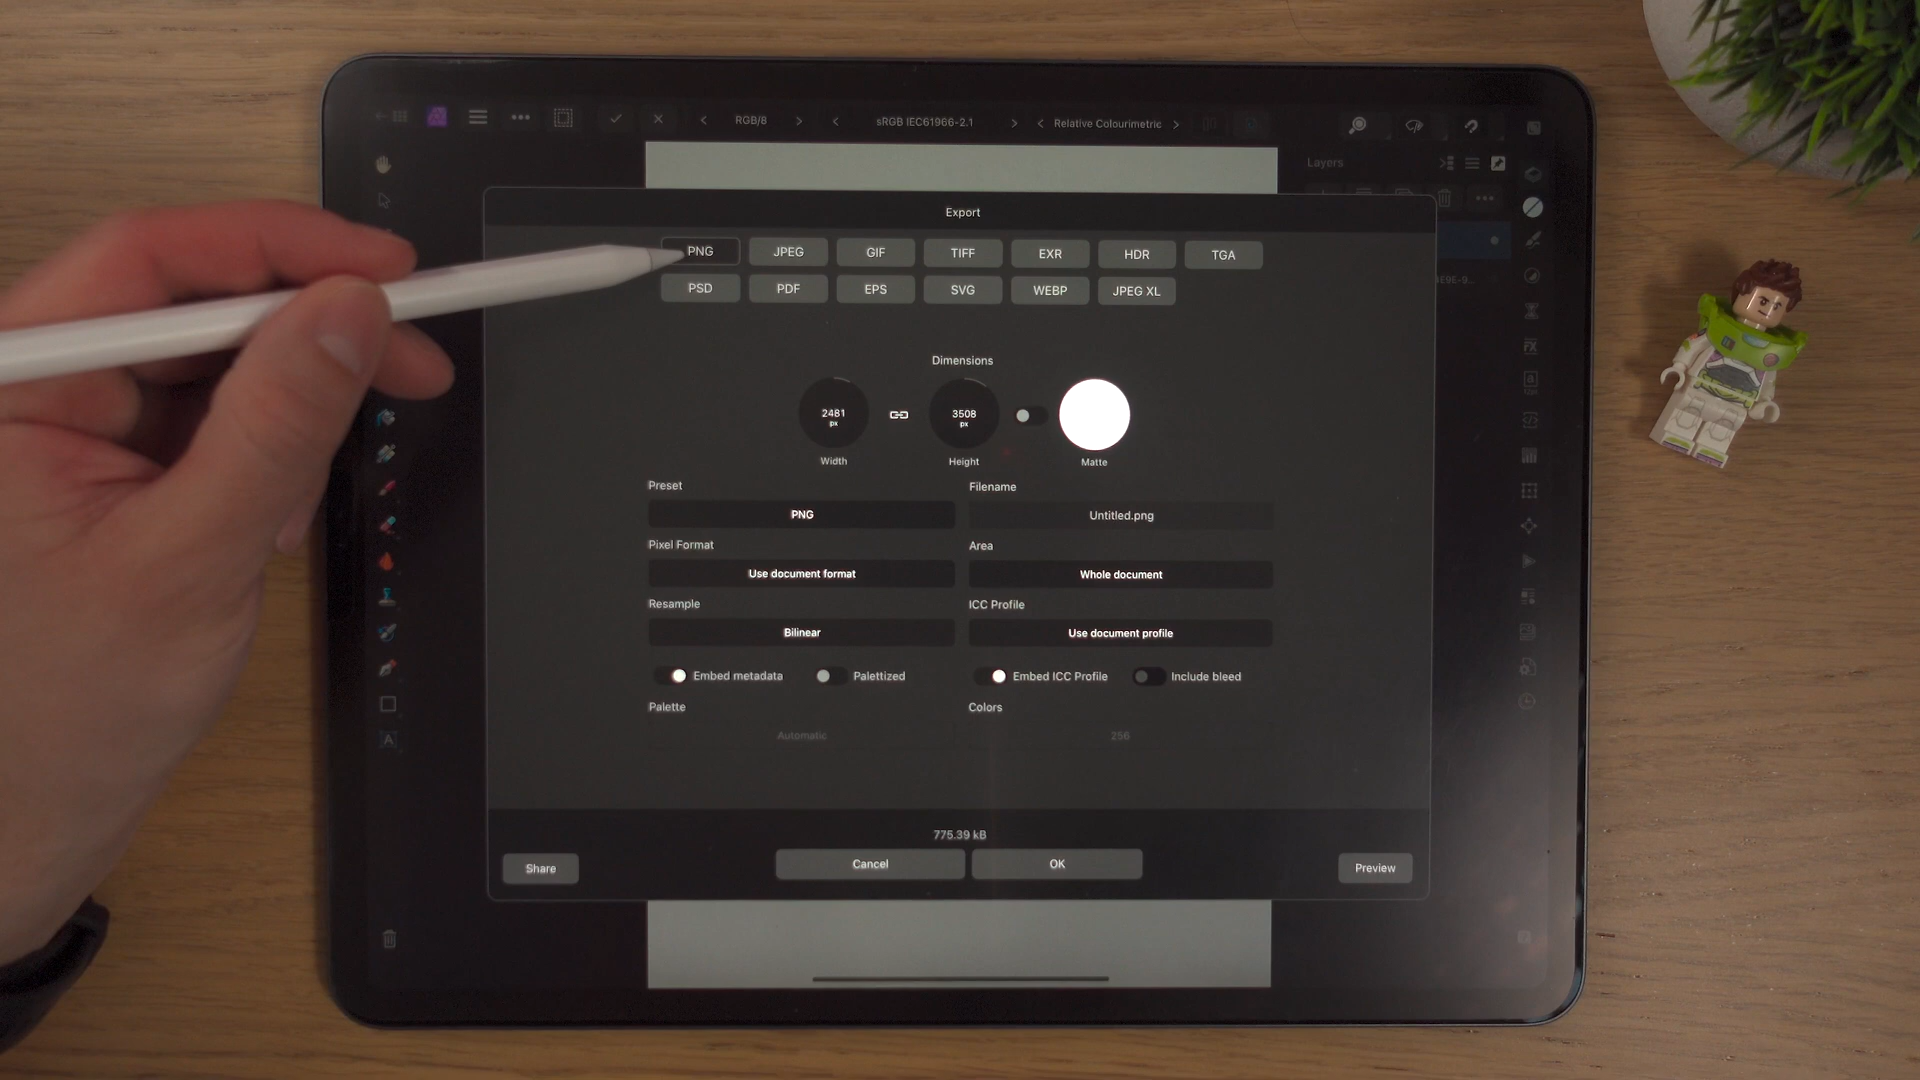 RGB/8
sRGB IEC61966-2.1
Relative Colourimetric
Layers
Export
PNG JPEG GIF TIFF EXR HDR TGA
PSD PDF EPS SVG WEBP JPEG XL
Dimensions
2481 px
3508 px
Width
Height
Matte
Preset
Filename
PNG
Untitled.png
Pixel Format
Area
Use document format
Whole document
Resample
ICC Profile
Bilinear
Use document profile
Embed metadata
Palettized
Embed ICC Profile
Include bleed
Palette
Colors
Automatic
256
775.39 kB
Share
Cancel
OK
Preview